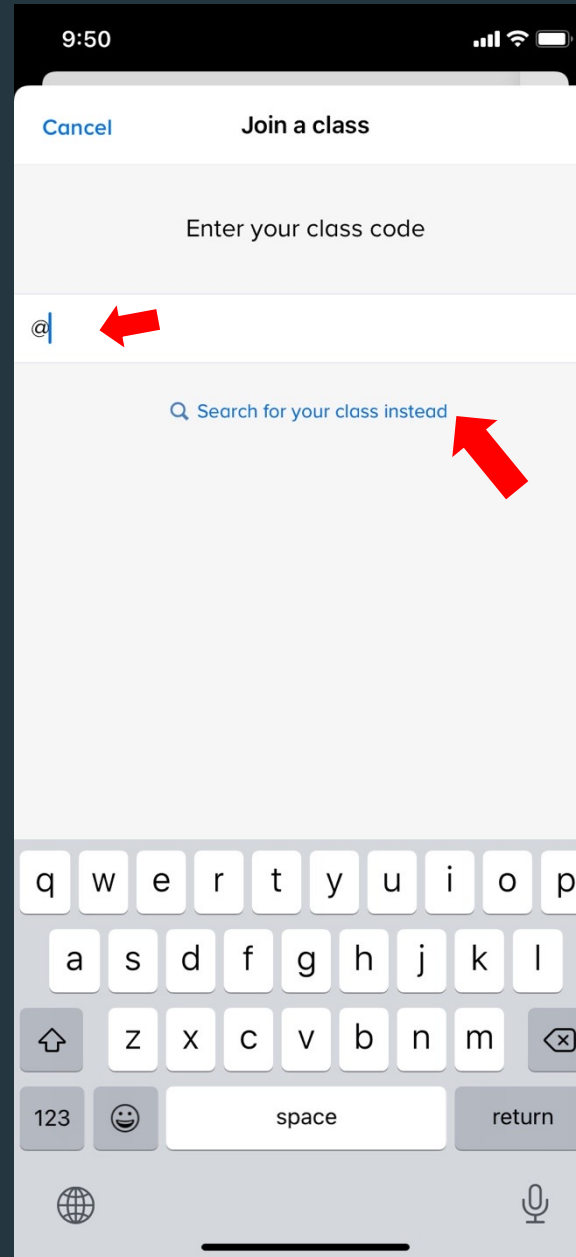 9:50
Cancel Join a class
Enter your class code
@
Search for your class instead
q w e r t y u i o p
a s d f g h j k l
z x c v b n m
123 space return